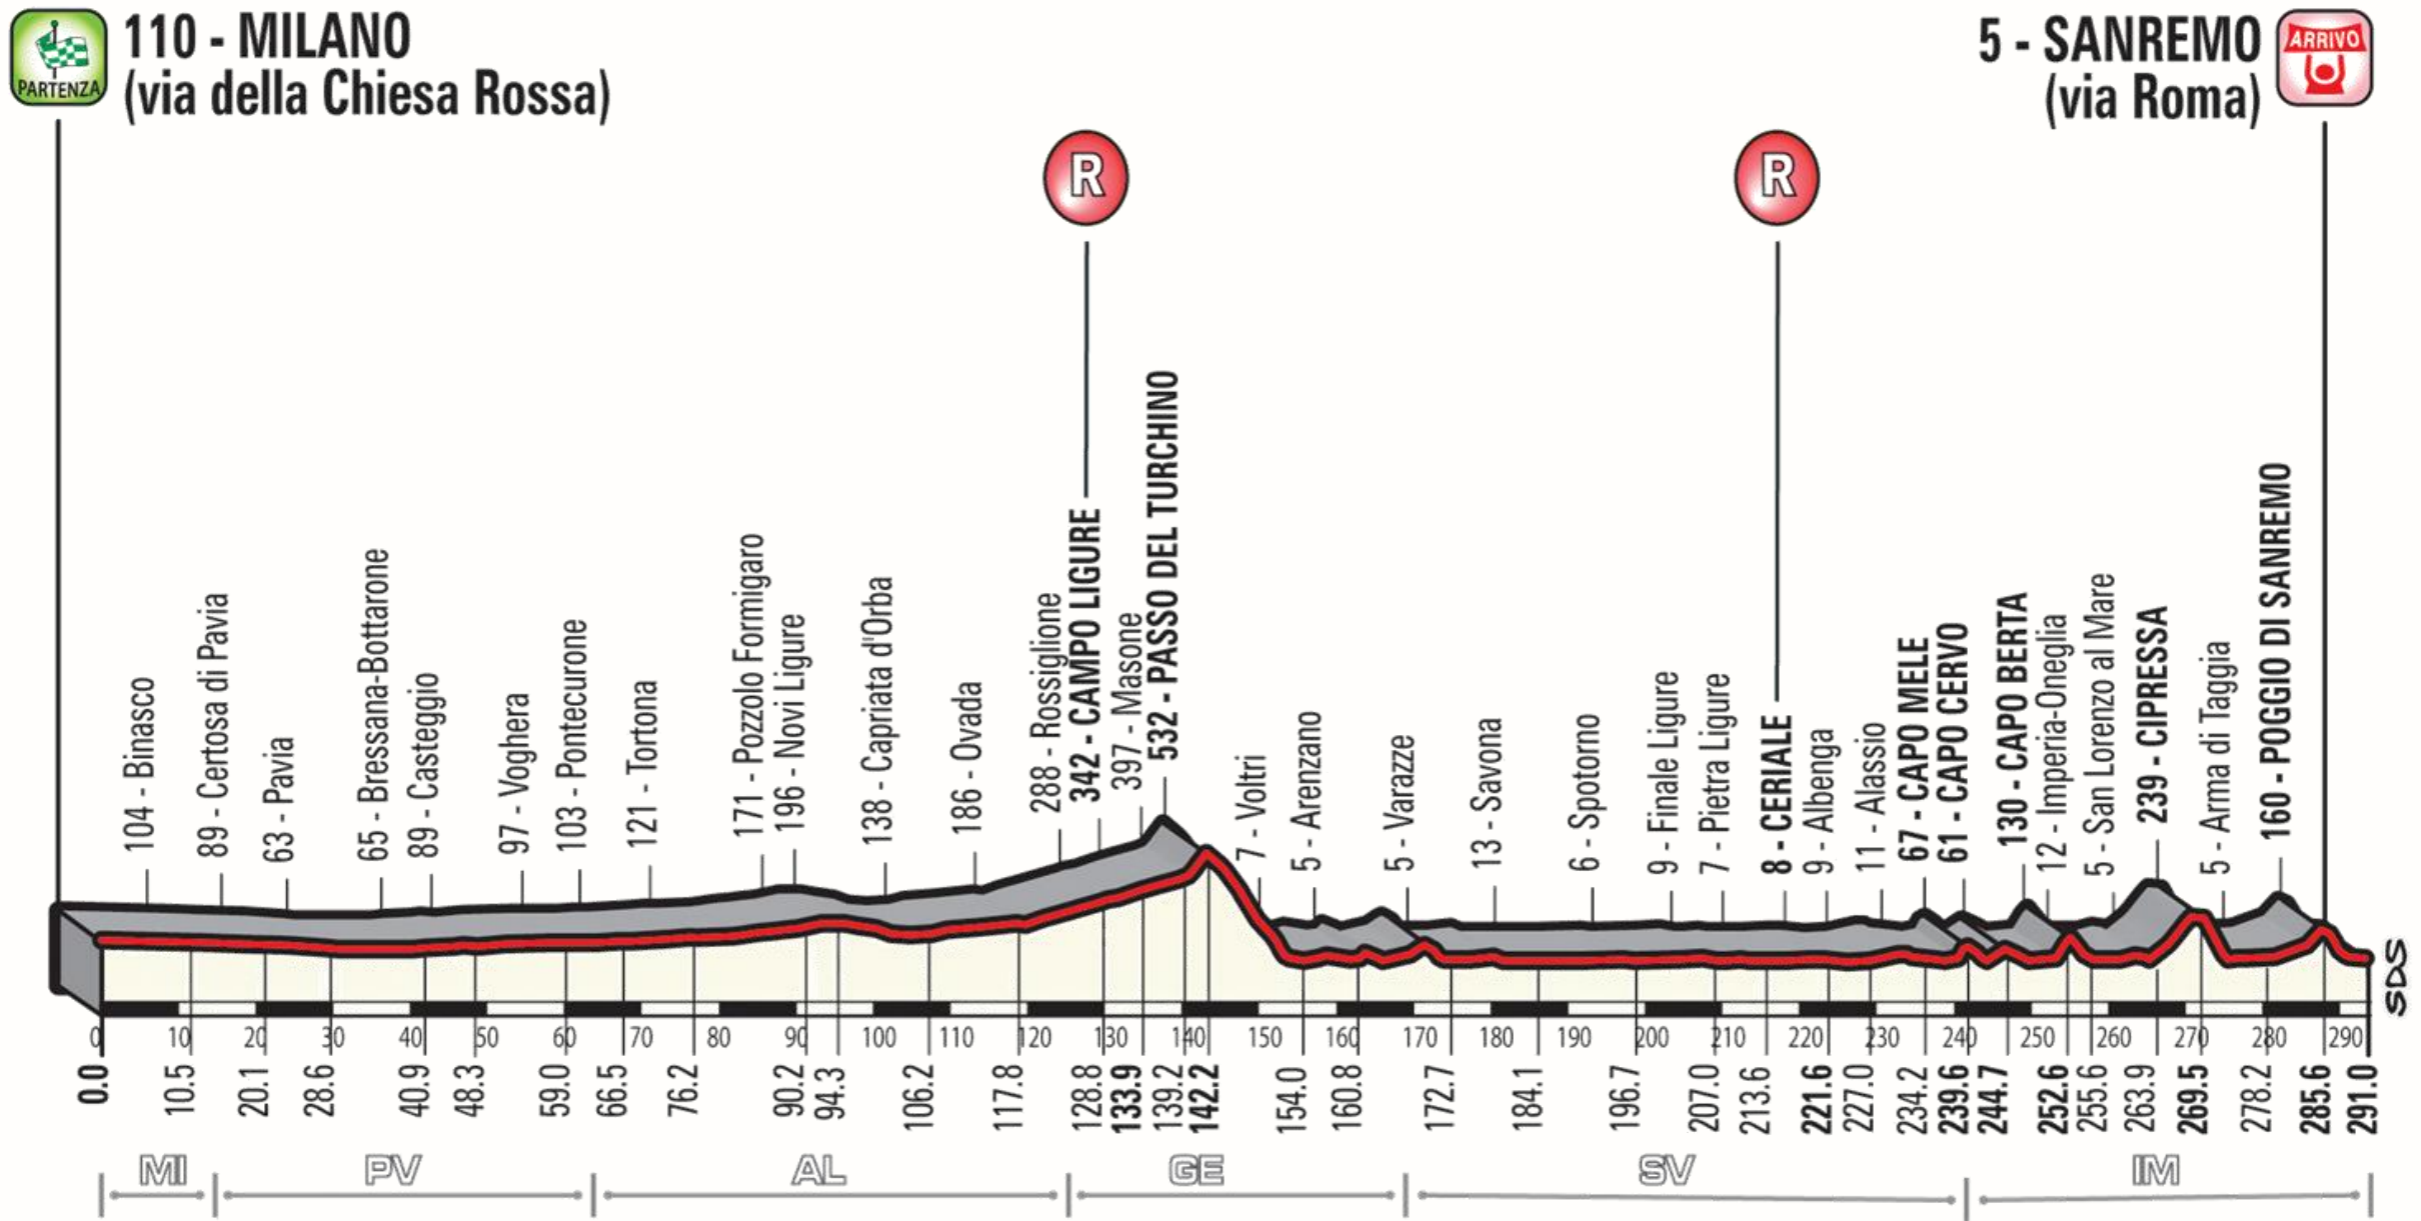 PARTENZA
110 - MILANO
(via della Chiesa Rossa)
5 - SANREMO
(via Roma)
ARRIVO
R
R
104 - Binasco
89 - Certosa di Pavia
63 - Pavia
65 - Bressana-Bottarone
89 - Casteggio
97 - Voghera
103 - Pontecurone
121 - Tortona
171 - Pozzolo Formigaro
196 - Novi Ligure
138 - Capriata d'Orba
186 - Ovada
288 - Rossiglione
342 - CAMPO LIGURE
397 - Masone
532 - PASSO DEL TURCHINO
7 - Voltri
5 - Arenzano
5 - Varazze
13 - Savona
6 - Spotorno
9 - Finale Ligure
7 - Pietra Ligure
8 - CERIALE
9 - Albenga
11 - Alassio
67 - CAPO MELE
61 - CAPO CERVO
130 - CAPO BERTA
12 - Imperia-Oneglia
5 - San Lorenzo al Mare
239 - CIPRESSA
5 - Arma di Taggia
160 - POGGIO DI SANREMO
SDS
0 10 20 30 40 50 60 70 80 90 100 110 120 130 140 150 160 170 180 190 200 210 220 230 240 250 260 270 280 290
0.0 10.5 20.1 28.6 40.9 48.3 59.0 66.5 76.2 90.2 94.3 106.2 117.8 128.8 133.9 139.2 142.2 154.0 160.8 172.7 184.1 196.7 207.0 213.6 221.6 227.0 234.2 239.6 244.7 252.6 255.6 263.9 269.5 278.2 285.6 291.0
MI PV AL GE SV IM